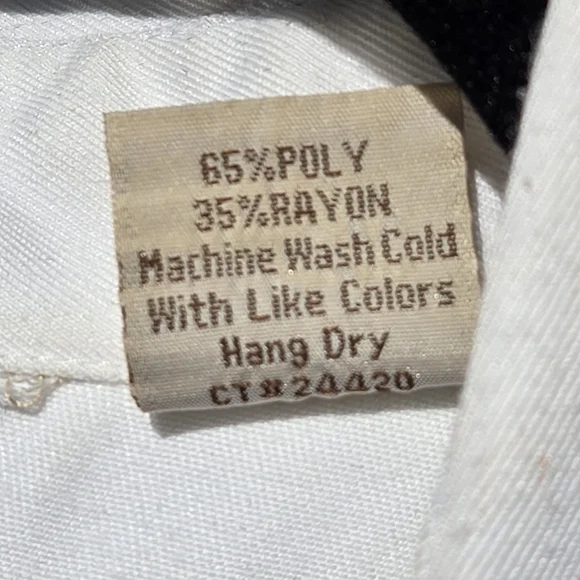 65%POLY
35%RAYON
Machine Wash Cold
With Like Colors
Hang Dry
CT#24420